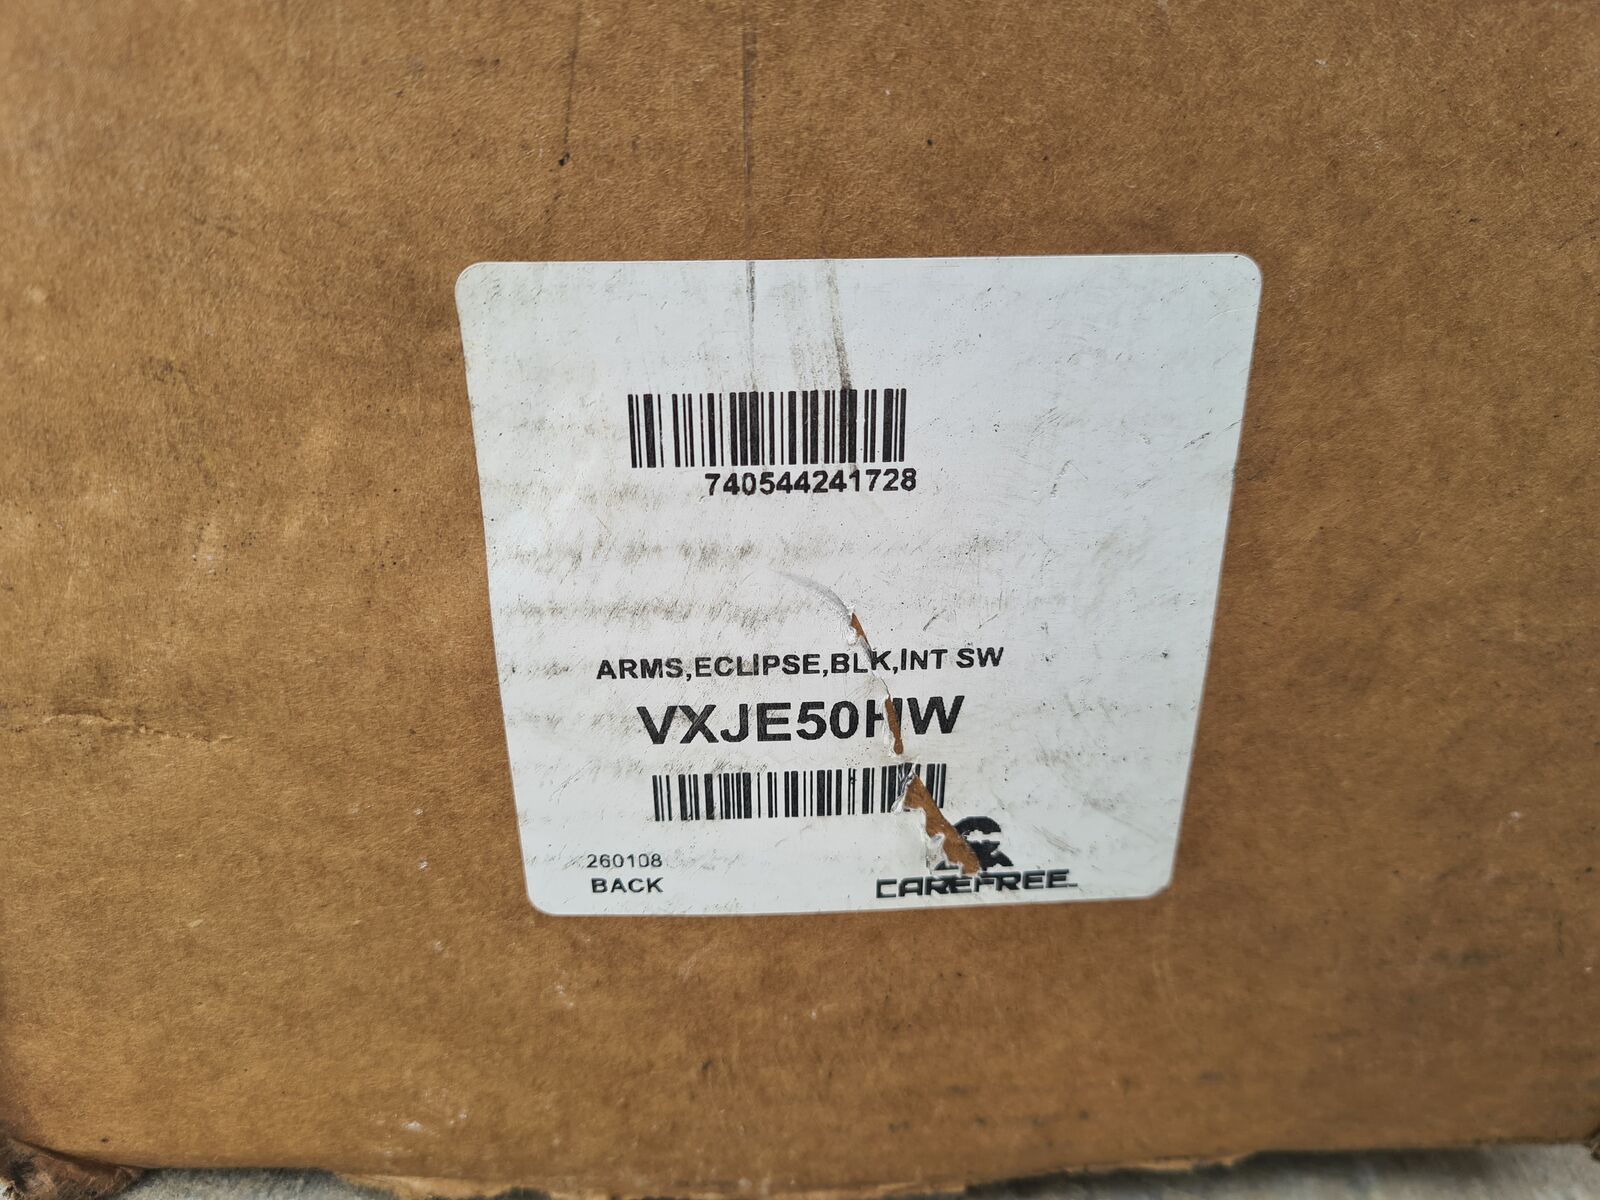 740544241728
ARMS,ECLIPSE,BLK,INT SW
VXJE50HW
260108
BACK
CAREFREE